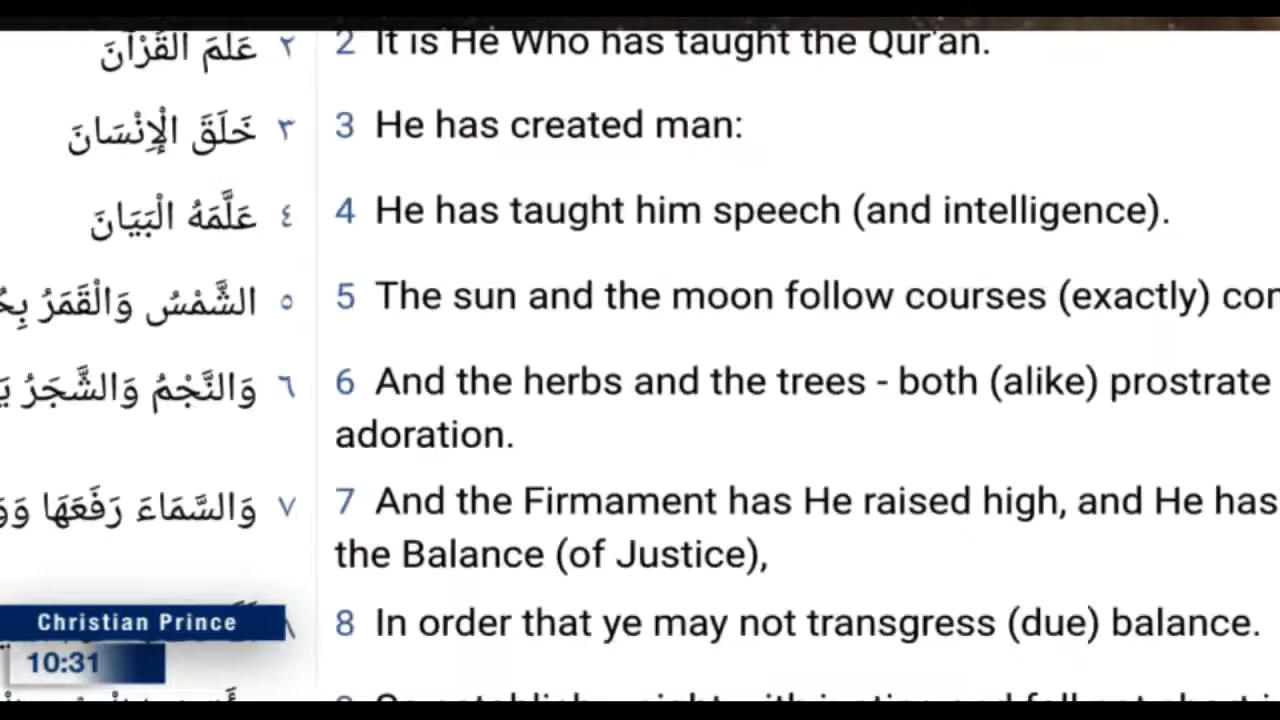 عَلَّمَ الْقُرْآنَ ٢
2 It is He Who has taught the Qur'an.
خَلَقَ الْإِنْسَانَ ٣
3 He has created man:
عَلَّمَهُ الْبَيَانَ ٤
4 He has taught him speech (and intelligence).
الشَّمْسُ وَالْقَمَرُ ٥
5 The sun and the moon follow courses (exactly)
وَالنَّجْمُ وَالشَّجَرُ ٦
6 And the herbs and the trees - both (alike) prostrate
adoration.
وَالسَّمَاءَ رَفَعَهَا ٧
7 And the Firmament has He raised high, and He has
the Balance (of Justice),
8 In order that ye may not transgress (due) balance.
Christian Prince
10:31